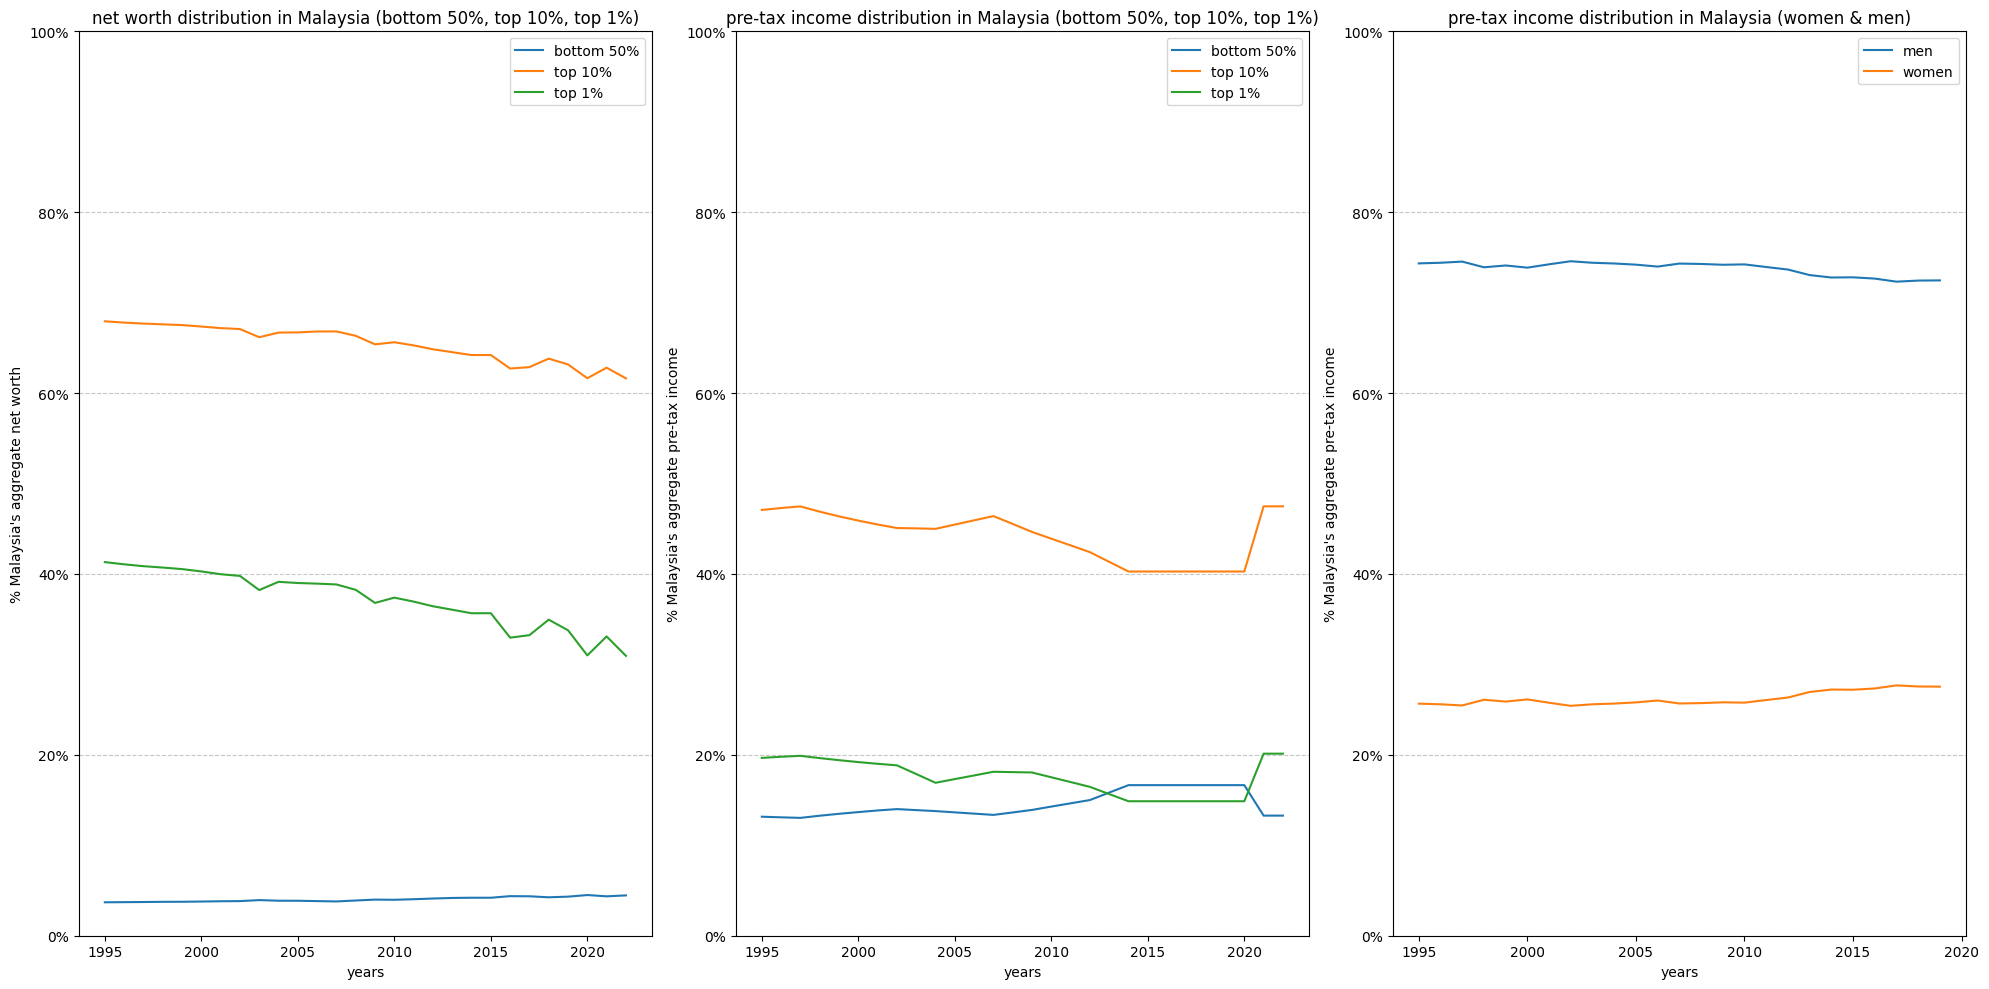 net worth distribution in Malaysia (bottom 50%, top 10%, top 1%)
100%
80%
60%
40%
20%
0%
% Malaysia's aggregate net worth
bottom 50%
top 10%
top 1%
1995 2000 2005 2010 2015 2020
years
pre-tax income distribution in Malaysia (bottom 50%, top 10%, top 1%)
100%
80%
60%
40%
20%
0%
% Malaysia's aggregate pre-tax income
bottom 50%
top 10%
top 1%
1995 2000 2005 2010 2015 2020
years
pre-tax income distribution in Malaysia (women & men)
100%
80%
60%
40%
20%
0%
% Malaysia's aggregate pre-tax income
men
women
1995 2000 2005 2010 2015 2020
years